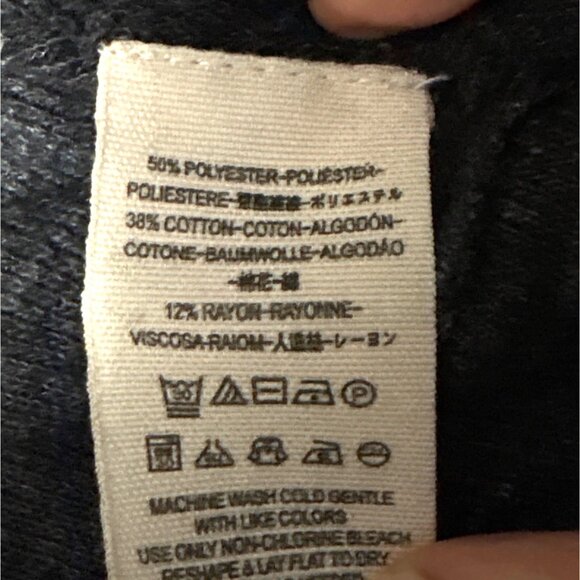 50% POLYESTER-POLIÉSTER-
POLIESTERE-聚酯纖維-ポリエステル
38% COTTON-COTON-ALGODÓN-
COTONE-BAUMWOLLE-ALGODÃO
-棉花-綿
12% RAYOR-RAYONNE-
VISCOSA-RAIOM-人造絲-レーヨン
MACHINE WASH COLD GENTLE
WITH LIKE COLORS
USE ONLY NON-CHLORINE BLEACH
RESHAPE & LAY FLAT TO DRY